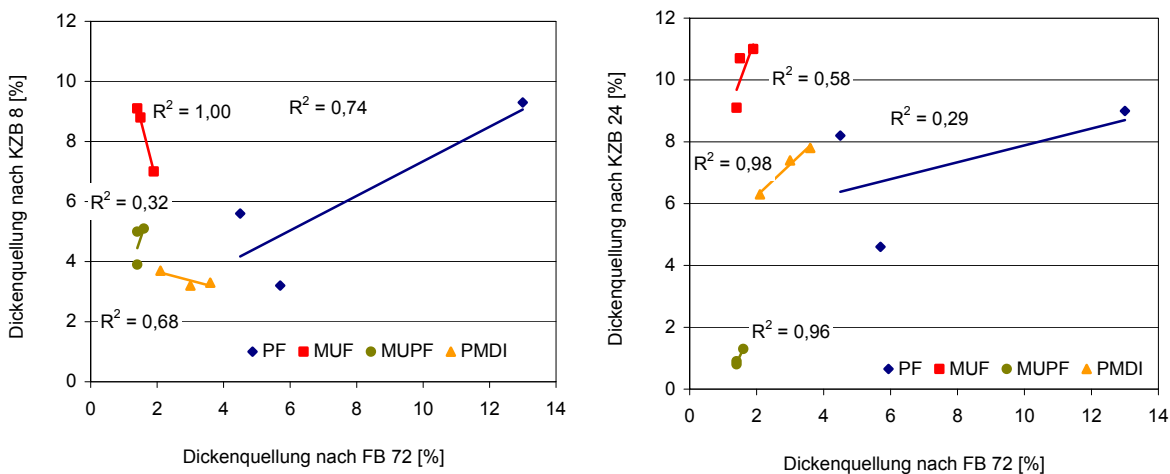 12
10
8
6
4
2
0
Dickenquellung nach KZB 8 [%]
R² = 1,00
R² = 0,74
R² = 0,32
R² = 0,68
PF MUF MUPF PMDI
0 2 4 6 8 10 12 14
Dickenquellung nach FB 72 [%]
12
10
8
6
4
2
0
Dickenquellung nach KZB 24 [%]
R² = 0,58
R² = 0,29
R² = 0,98
R² = 0,96
PF MUF MUPF PMDI
0 2 4 6 8 10 12 14
Dickenquellung nach FB 72 [%]